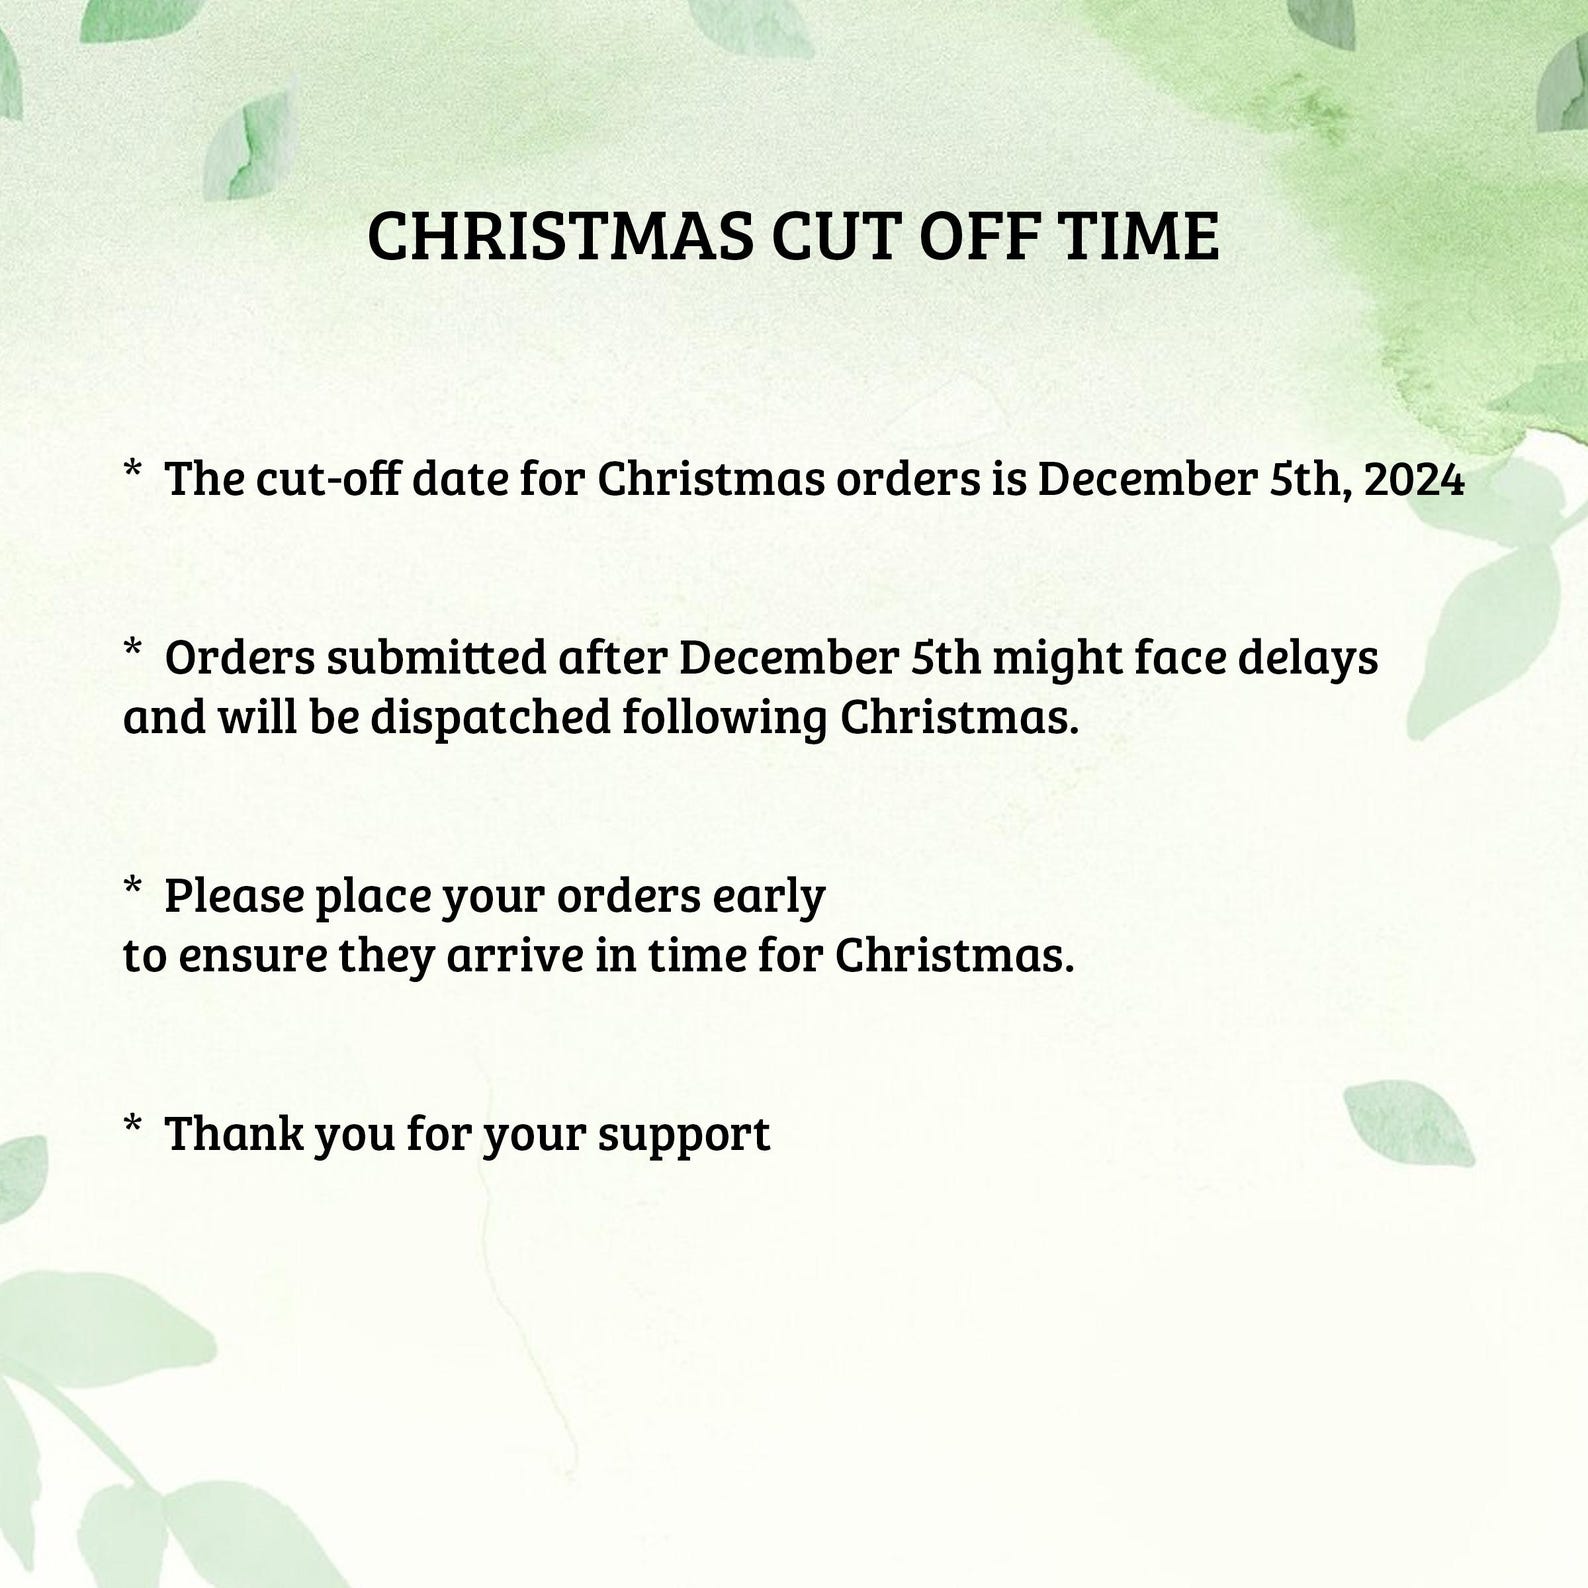 CHRISTMAS CUT OFF TIME
* The cut-off date for Christmas orders is December 5th, 2024
* Orders submitted after December 5th might face delays
and will be dispatched following Christmas.
* Please place your orders early
to ensure they arrive in time for Christmas.
* Thank you for your support